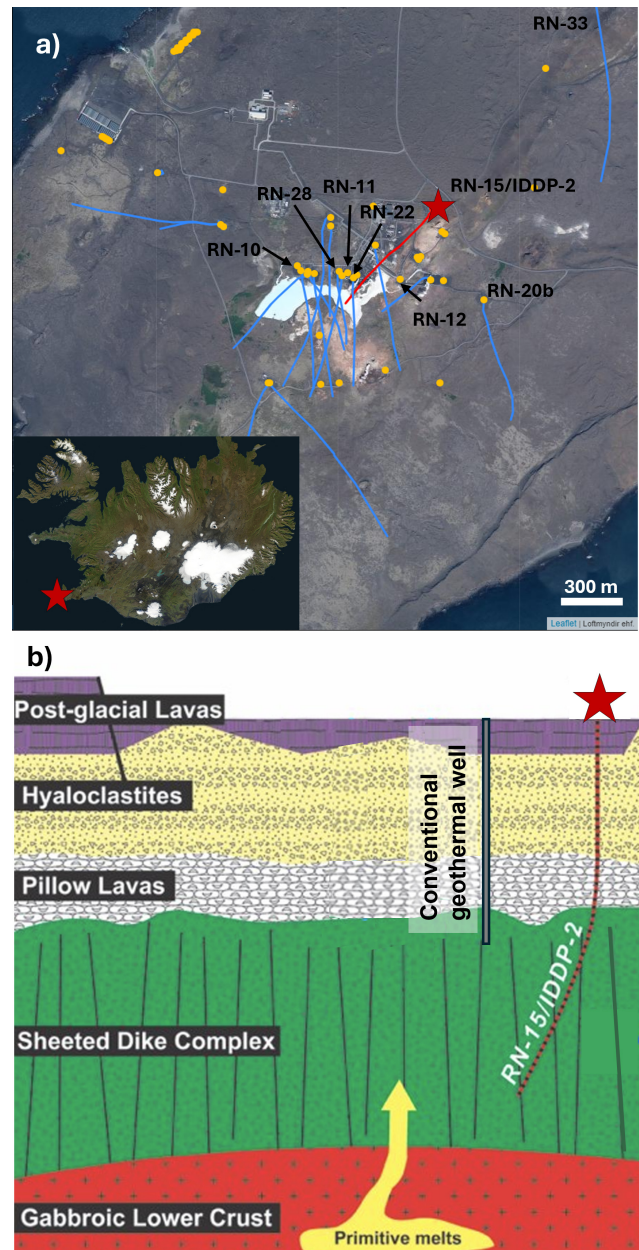 a)
RN-33
RN-11
RN-15/IDDP-2
RN-28
RN-22
RN-10
RN-20b
RN-12
300 m
Leaflet | Loftmyndir ehf.
b)
Post-glacial Lavas
Hyaloclastites
Conventional
geothermal well
Pillow Lavas
RN-15/IDDP-2
Sheeted Dike Complex
Gabbroic Lower Crust
Primitive melts